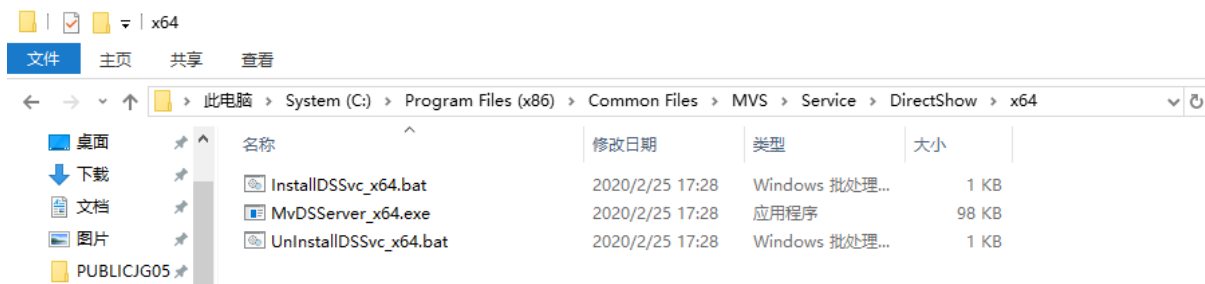 x64
文件 主页 共享 查看
此电脑 > System (C:) > Program Files (x86) > Common Files > MVS > Service > DirectShow > x64
桌面 名称 修改日期 类型 大小
下载 InstallDSSvc_x64.bat 2020/2/25 17:28 Windows 批处理... 1 KB
文档 MvDSServer_x64.exe 2020/2/25 17:28 应用程序 98 KB
图片 UnInstallDSSvc_x64.bat 2020/2/25 17:28 Windows 批处理... 1 KB
PUBLICJG05